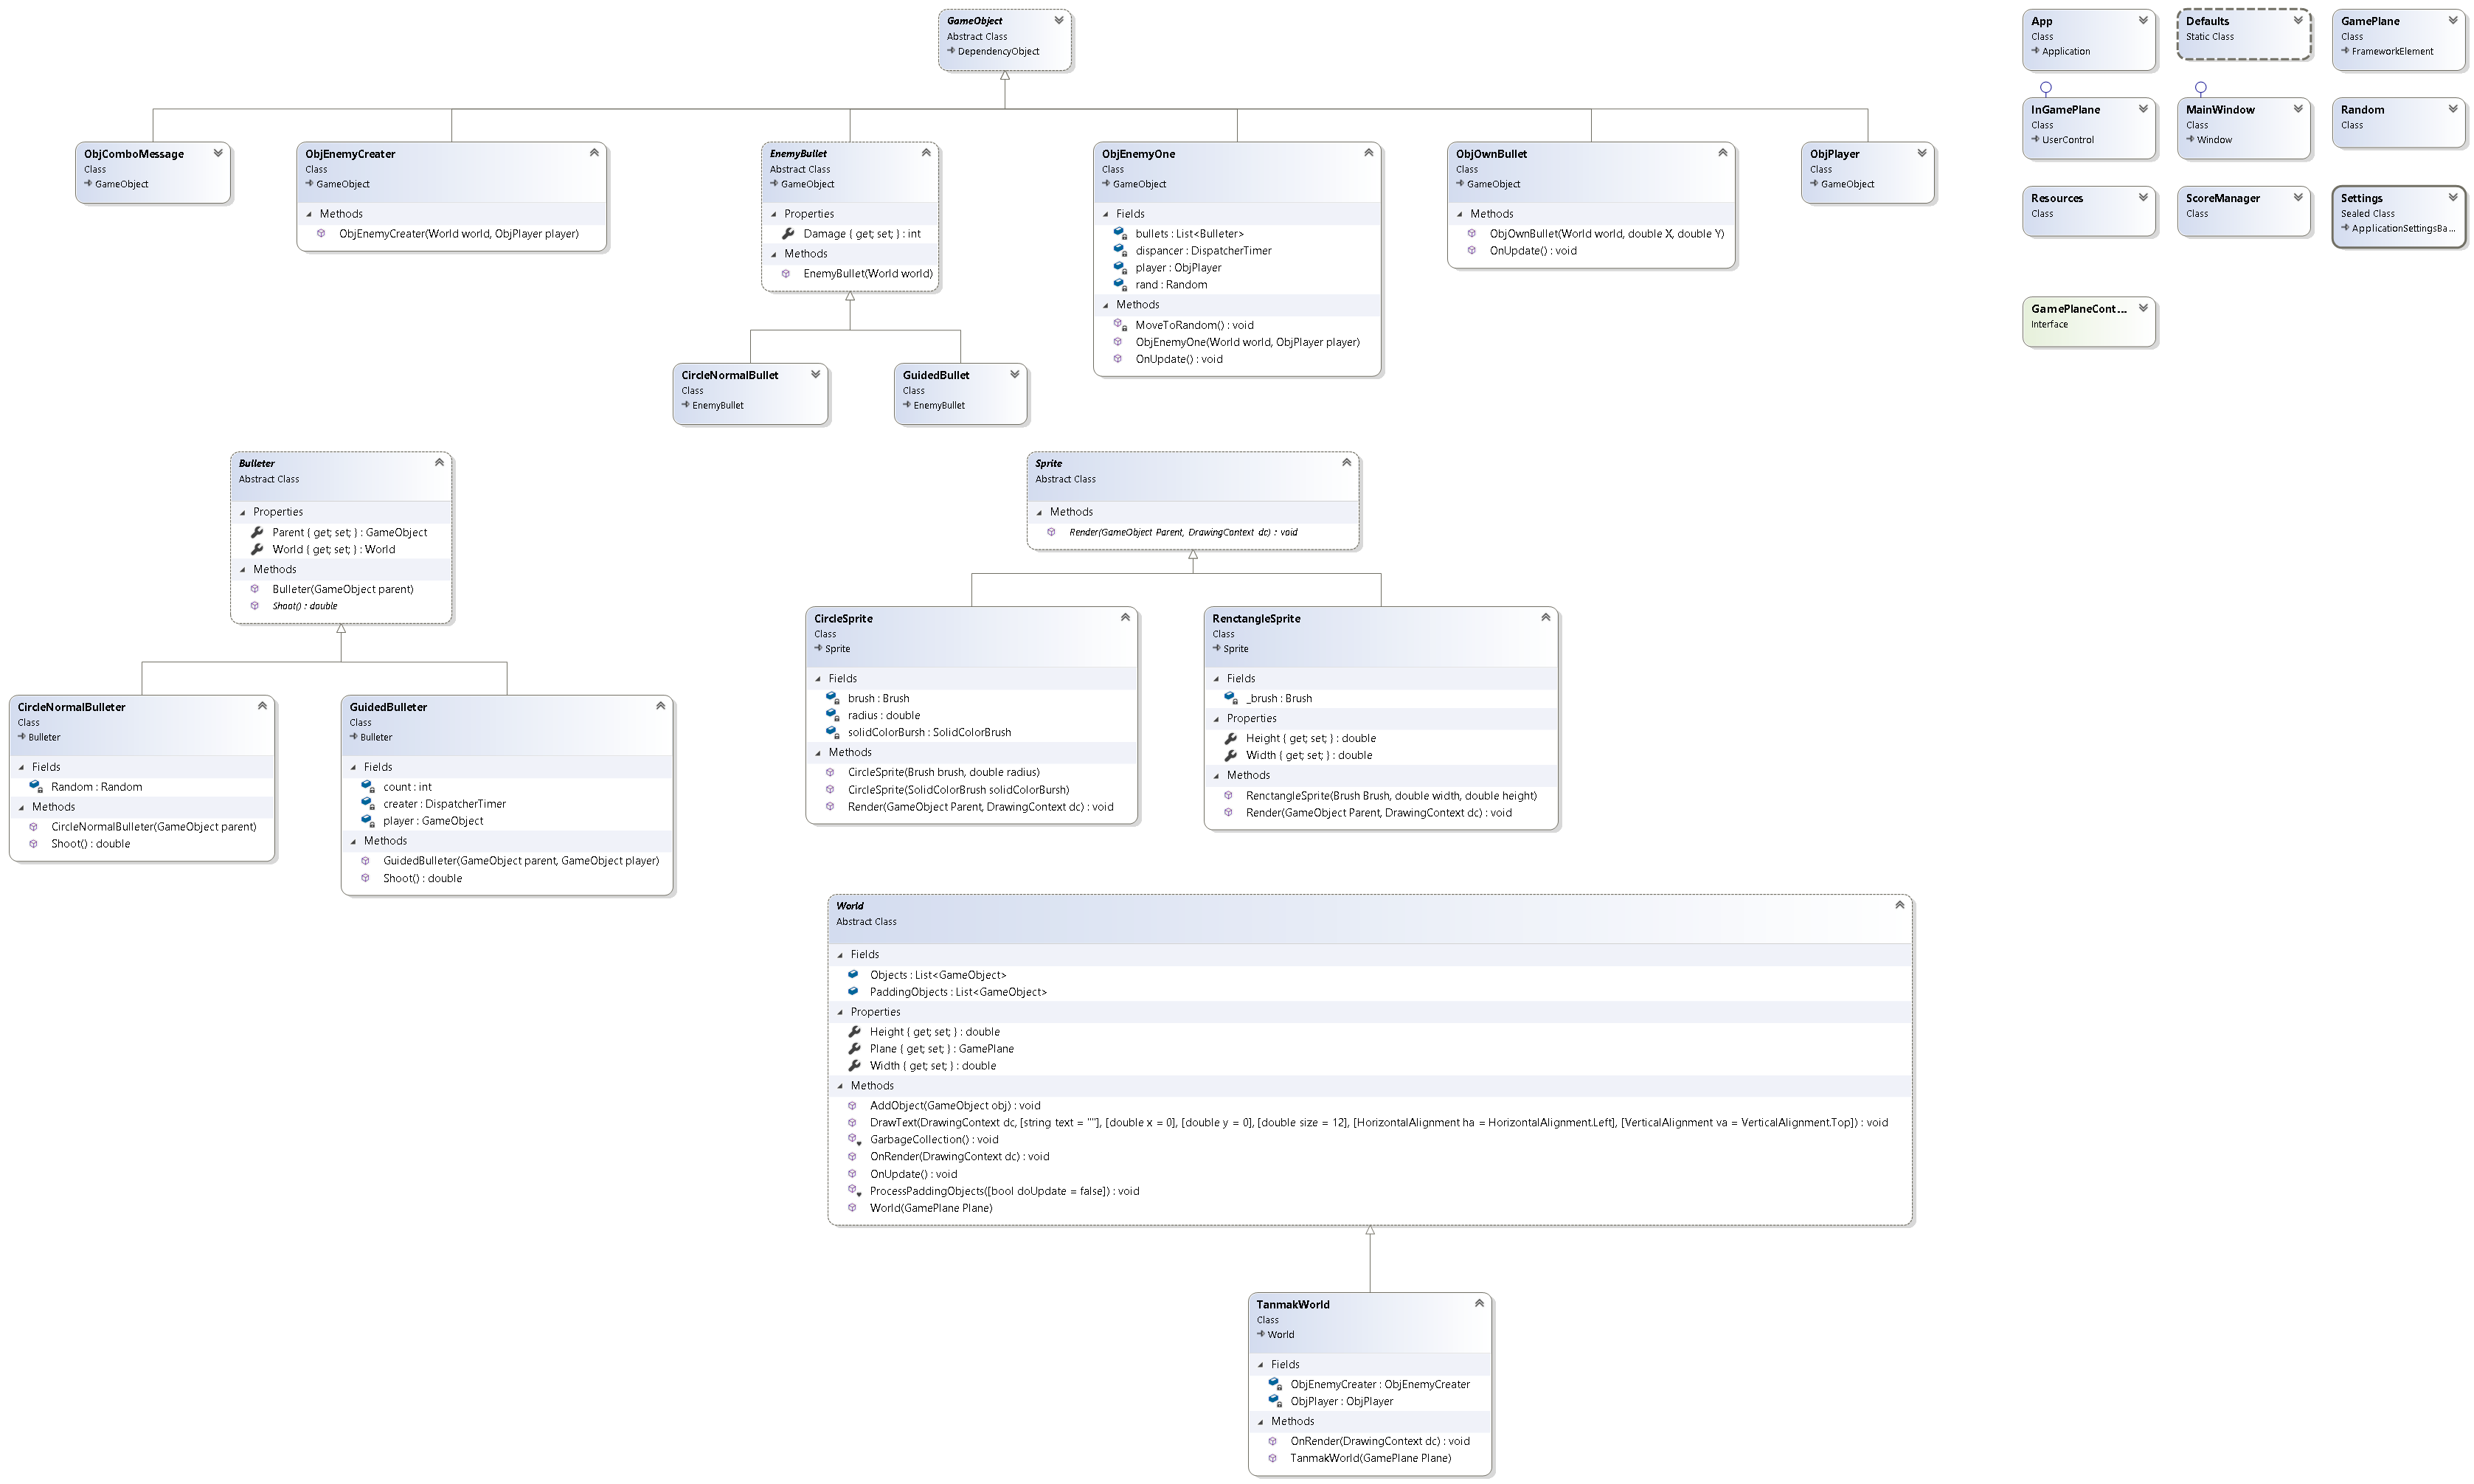 GameObject
Abstract Class
DependencyObject
App
Class
Application
Defaults
Static Class
GamePlane
Class
FrameworkElement
InGamePlane
Class
UserControl
MainWindow
Class
Window
Random
Class
Resources
Class
ScoreManager
Class
Settings
Sealed Class
ApplicationSettingsBa...
GamePlaneCont...
Interface
ObjComboMessage
Class
GameObject
ObjEnemyCreater
Class
GameObject
Methods
ObjEnemyCreater(World world, ObjPlayer player)
EnemyBullet
Abstract Class
GameObject
Properties
Damage { get; set; } : int
Methods
EnemyBullet(World world)
ObjEnemyOne
Class
GameObject
Fields
bullets : List<Bulleter>
dispancer : DispatcherTimer
player : ObjPlayer
rand : Random
Methods
MoveToRandom() : void
ObjEnemyOne(World world, ObjPlayer player)
OnUpdate() : void
ObjOwnBullet
Class
GameObject
Methods
ObjOwnBullet(World world, double X, double Y)
OnUpdate() : void
ObjPlayer
Class
GameObject
CircleNormalBullet
Class
EnemyBullet
GuidedBullet
Class
EnemyBullet
Bulleter
Abstract Class
Properties
Parent { get; set; } : GameObject
World { get; set; } : World
Methods
Bulleter(GameObject parent)
Shoot() : double
Sprite
Abstract Class
Methods
Render(GameObject Parent, DrawingContext dc) : void
CircleSprite
Class
Sprite
Fields
brush : Brush
radius : double
solidColorBursh : SolidColorBrush
Methods
CircleSprite(Brush brush, double radius)
CircleSprite(SolidColorBrush solidColorBursh)
Render(GameObject Parent, DrawingContext dc) : void
RenctangleSprite
Class
Sprite
Fields
_brush : Brush
Properties
Height { get; set; } : double
Width { get; set; } : double
Methods
RenctangleSprite(Brush Brush, double width, double height)
Render(GameObject Parent, DrawingContext dc) : void
CircleNormalBulleter
Class
Bulleter
Fields
Random : Random
Methods
CircleNormalBulleter(GameObject parent)
Shoot() : double
GuidedBulleter
Class
Bulleter
Fields
count : int
creater : DispatcherTimer
player : GameObject
Methods
GuidedBulleter(GameObject parent, GameObject player)
Shoot() : double
World
Abstract Class
Fields
Objects : List<GameObject>
PaddingObjects : List<GameObject>
Properties
Height { get; set; } : double
Plane { get; set; } : GamePlane
Width { get; set; } : double
Methods
AddObject(GameObject obj) : void
DrawText(DrawingContext dc, [string text = ""], [double x = 0], [double y = 0], [double size = 12], [HorizontalAlignment ha = HorizontalAlignment.Left], [VerticalAlignment va = VerticalAlignment.Top]) : void
GarbageCollection() : void
OnRender(DrawingContext dc) : void
OnUpdate() : void
ProcessPaddingObjects([bool doUpdate = false]) : void
World(GamePlane Plane)
TanmakWorld
Class
World
Fields
ObjEnemyCreater : ObjEnemyCreater
ObjPlayer : ObjPlayer
Methods
OnRender(DrawingContext dc) : void
TanmakWorld(GamePlane Plane)